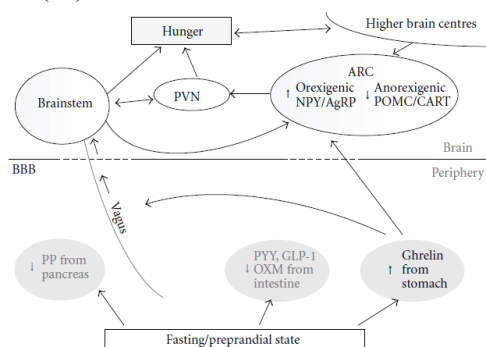 Hunger
Higher brain centres
ARC
↑ Orexigenic ↓ Anorexigenic
NPY/AgRP POMC/CART
Brainstem
PVN
Brain
BBB
Periphery
Vagus
↓ PP from
pancreas
PYY, GLP-1
↓ OXM from
intestine
Ghrelin
↑ from
stomach
Fasting/preprandial state